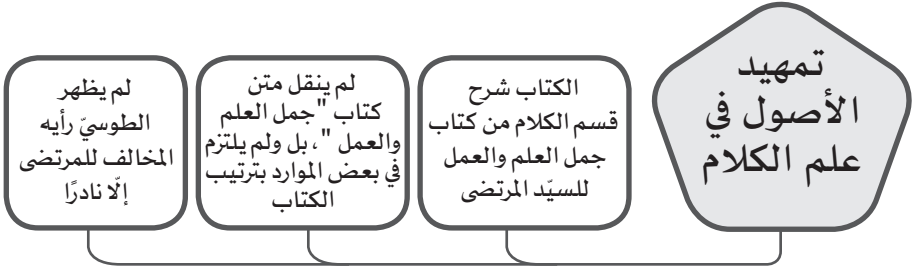 تمهيد
الأصول في
علم الكلام
الكتاب شرح
قسم الكلام من كتاب
جمل العلم والعمل
للسيّد المرتضى
لم ينقل متن
كتاب "جمل العلم
والعمل"، بل ولم يلتزم
في بعض الموارد بترتيب
الكتاب
لم يظهر
الطوسيّ رأيه
المخالف للمرتضى
إلّا نادرًا